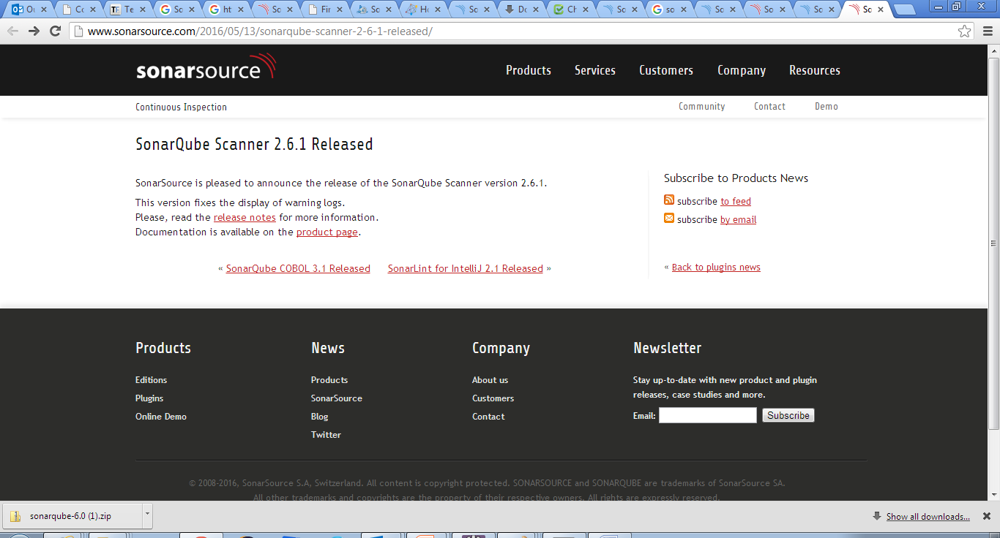 Ou
Co
Te
So
ht
So
Fir
So
Ho
So
Do
Ch
So
so
So
So
So
So
www.sonarsource.com/2016/05/13/sonarqube-scanner-2-6-1-released/
sonarsource
Products Services Customers Company Resources
Continuous Inspection
Community Contact Demo
SonarQube Scanner 2.6.1 Released
SonarSource is pleased to announce the release of the SonarQube Scanner version 2.6.1.
This version fixes the display of warning logs.
Please, read the release notes for more information.
Documentation is available on the product page.
« SonarQube COBOL 3.1 Released SonarLint for IntelliJ 2.1 Released »
Subscribe to Products News
subscribe to feed
subscribe by email
« Back to plugins news
Products
Editions
Plugins
Online Demo
News
Products
SonarSource
Blog
Twitter
Company
About us
Customers
Contact
Newsletter
Stay up-to-date with new product and plugin
releases, case studies and more.
Email: Subscribe
© 2008-2016, SonarSource S.A, Switzerland. All content is copyright protected. SONARSOURCE and SONARQUBE are trademarks of SonarSource SA.
All other trademarks and copyrights are the property of their respective owners. All rights are expressly reserved.
sonarqube-6.0 (1).zip
Show all downloads...